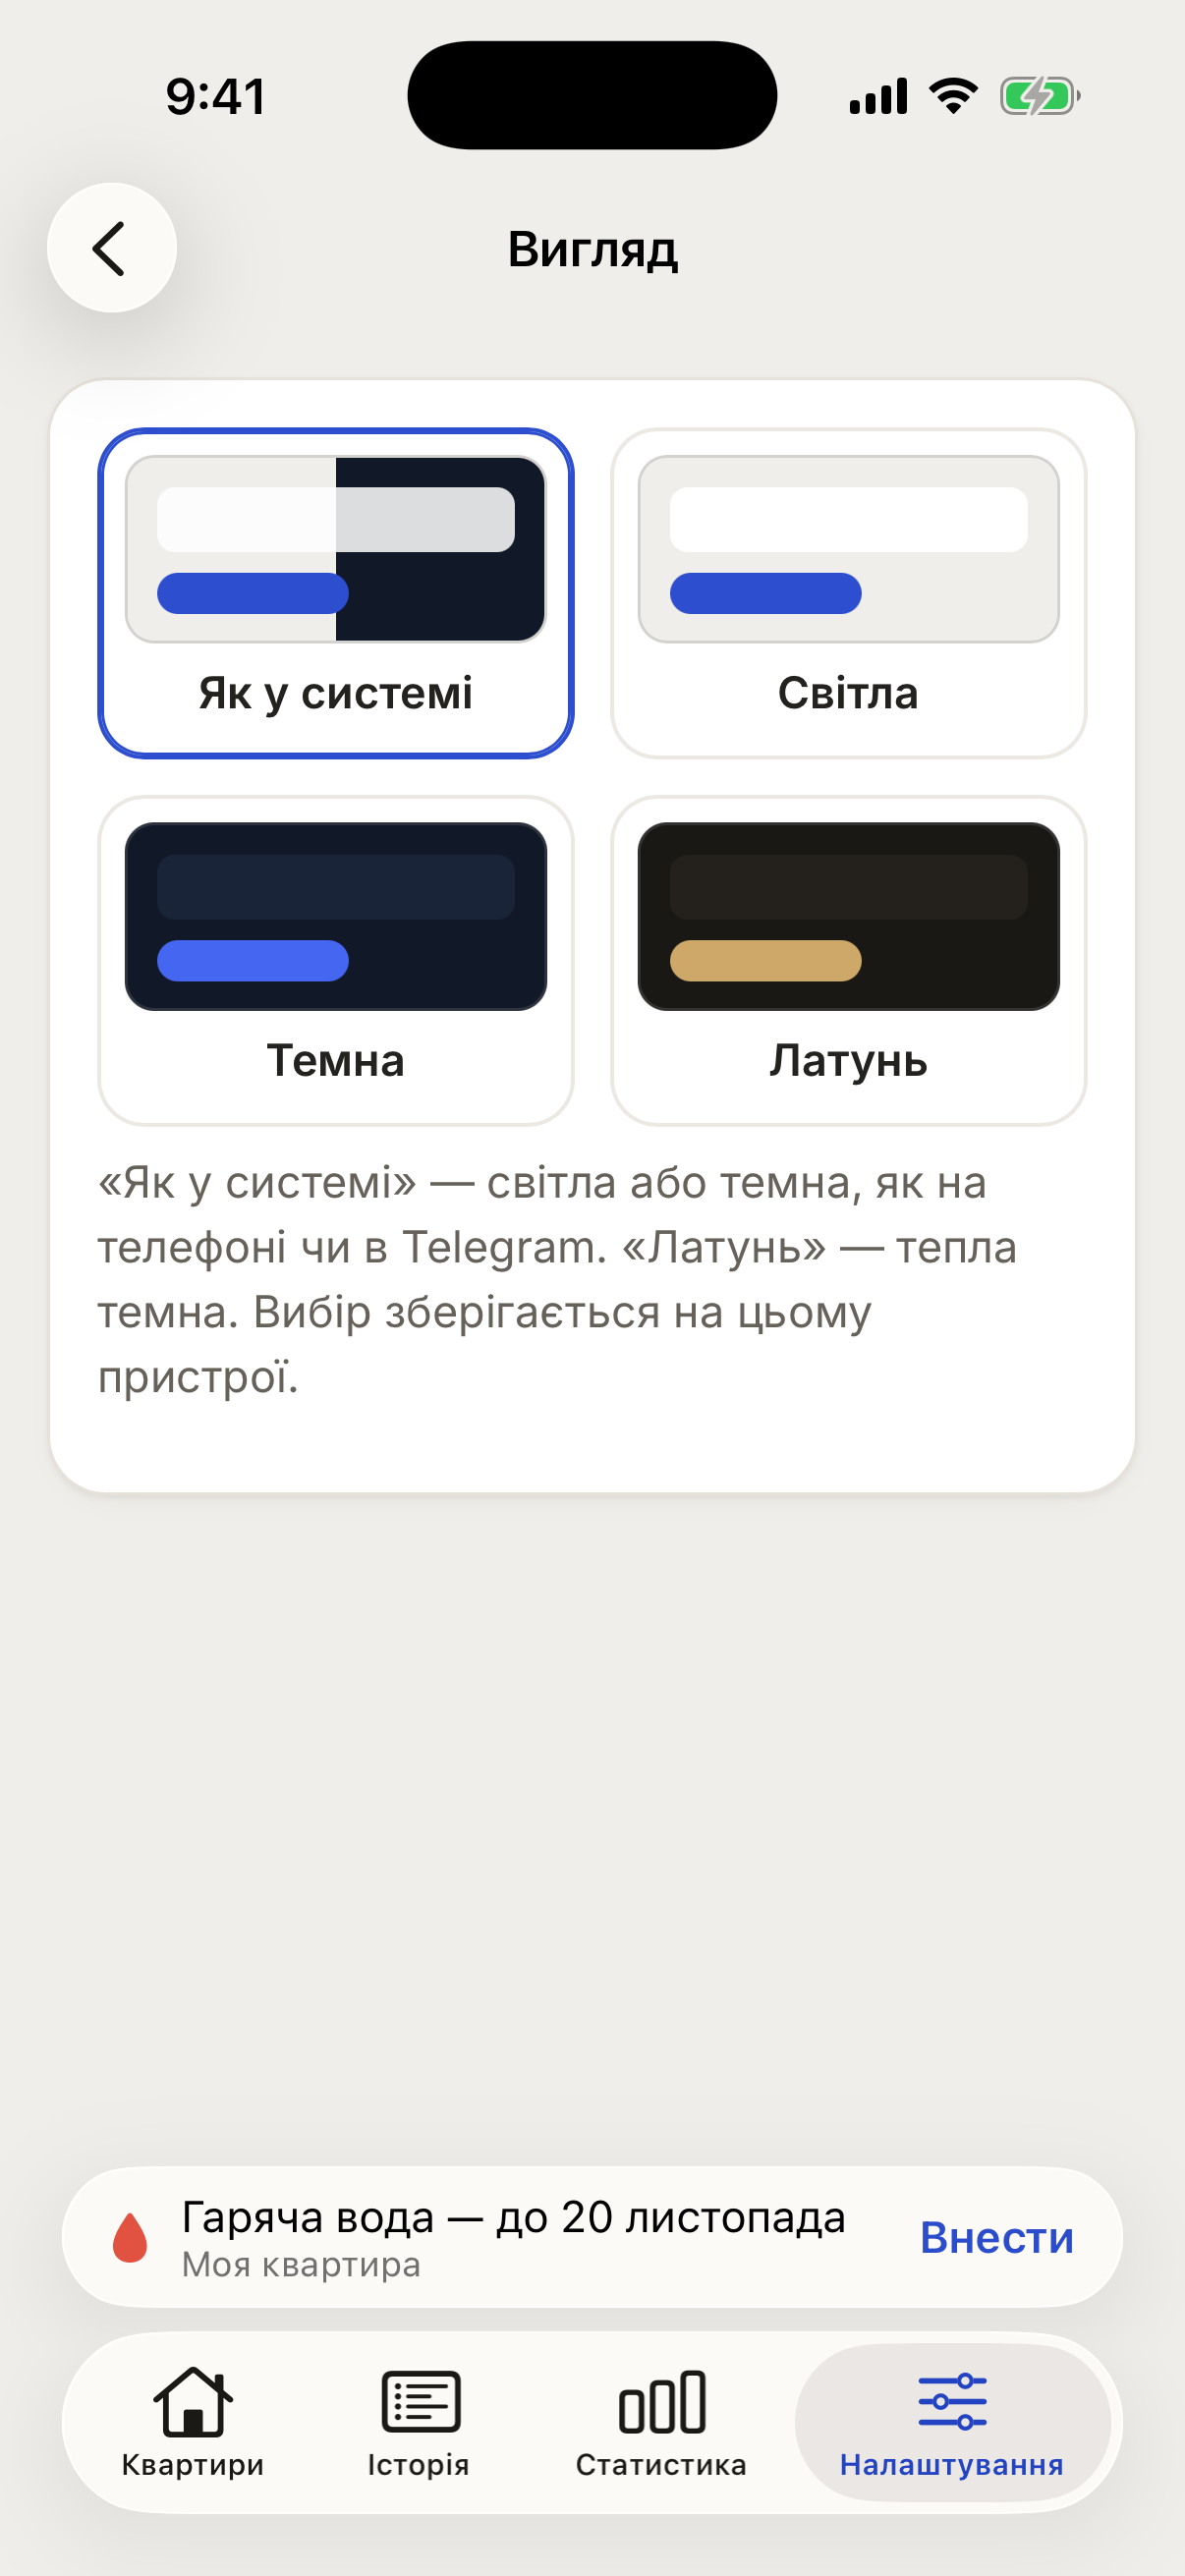 9:41
Вигляд
Як у системі
Світла
Темна
Латунь
«Як у системі» — світла або темна, як на
телефоні чи в Telegram. «Латунь» — тепла
темна. Вибір зберігається на цьому
пристрої.
Гаряча вода — до 20 листопада
Моя квартира
Внести
Квартири
Історія
Статистика
Налаштування